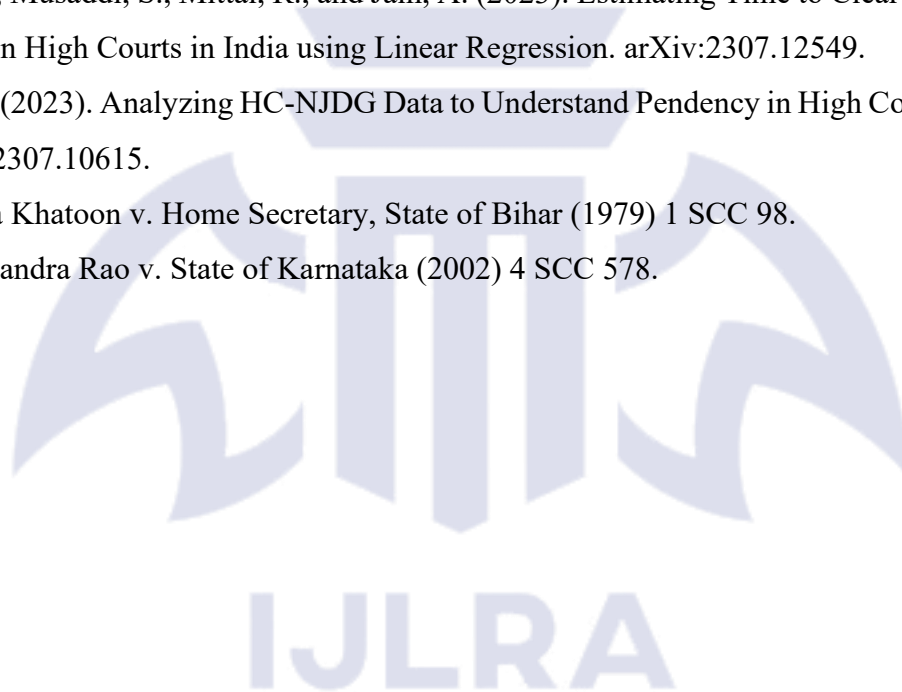 Musaddi, S., Mittal, R., and Jain, A. (2023). Estimating Time to Clear
n High Courts in India using Linear Regression. arXiv:2307.12549.
(2023). Analyzing HC-NJDG Data to Understand Pendency in High Co
2307.10615.
a Khatoon v. Home Secretary, State of Bihar (1979) 1 SCC 98.
andra Rao v. State of Karnataka (2002) 4 SCC 578.
IJLRA